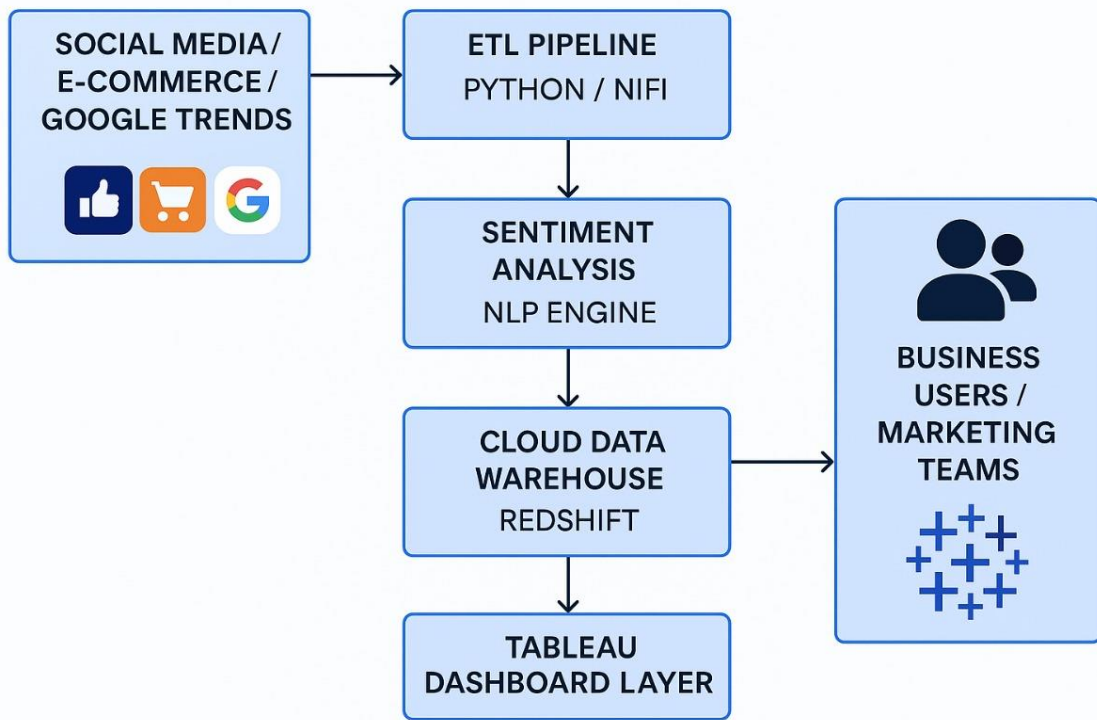 SOCIAL MEDIA/
E-COMMERCE /
GOOGLE TRENDS
ETL PIPELINE
PYTHON / NIFI
SENTIMENT
ANALYSIS
NLP ENGINE
CLOUD DATA
WAREHOUSE
REDSHIFT
TABLEAU
DASHBOARD LAYER
BUSINESS
USERS /
MARKETING
TEAMS